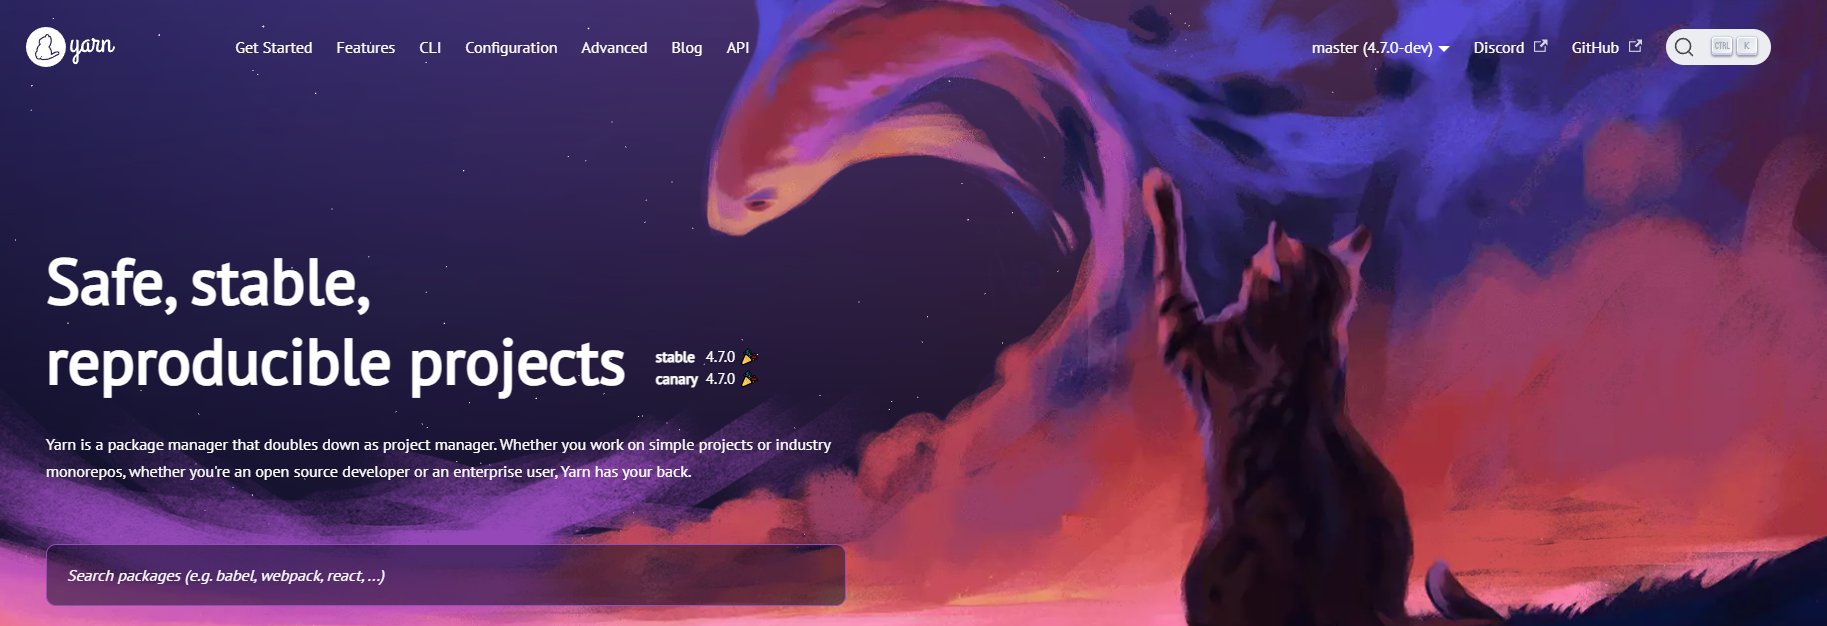 yarn
Get Started Features CLI Configuration Advanced Blog API
master (4.7.0-dev) Discord GitHub CTRL K
Safe, stable,
reproducible projects
stable 4.7.0
canary 4.7.0
Yarn is a package manager that doubles down as project manager. Whether you work on simple projects or industry
monorepos, whether you're an open source developer or an enterprise user, Yarn has your back.
Search packages (e.g. babel, webpack, react, ...)